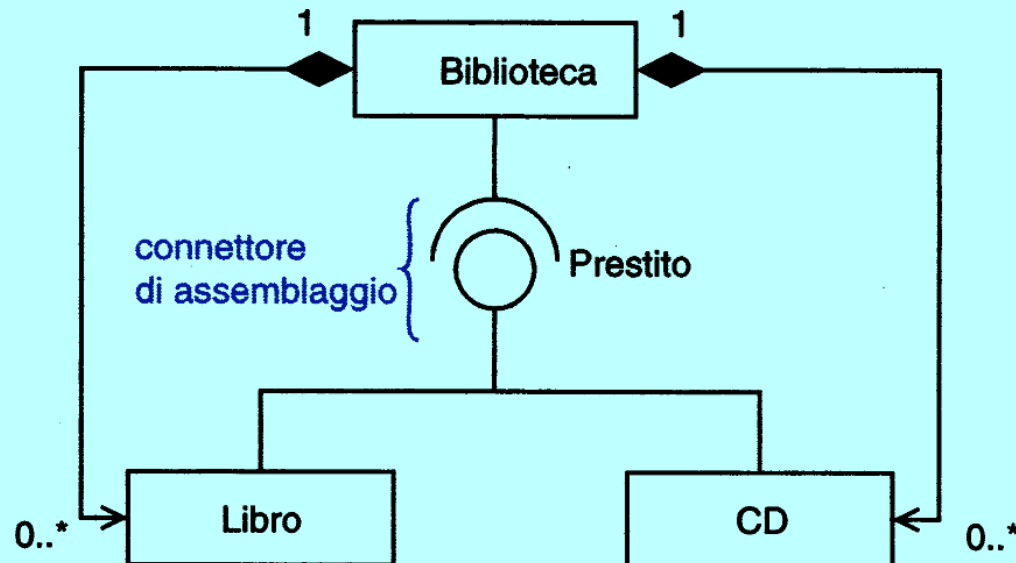 1
1
Biblioteca
connettore
di assemblaggio
Prestito
Libro
CD
0..*
0..*